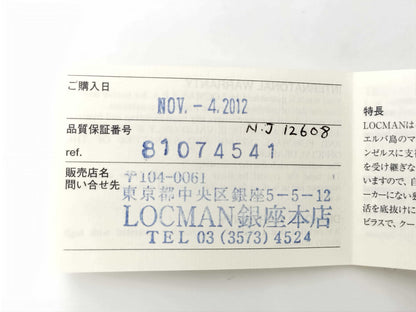 ご購入日
NOV. -4. 2012
品質保証番号
N.J 12608
ref.
81074541
販売店名
問い合せ先
〒104-0061
東京都中央区銀座5-5-12
LOCMAN銀座本店
TEL 03 (3573) 4524
特長
LOCMANは
エルバ島のマ
ンゼルスに支
を受け継ぎな
いますので、自
ーカーにない
活を底抜けに
ピラスで、クー